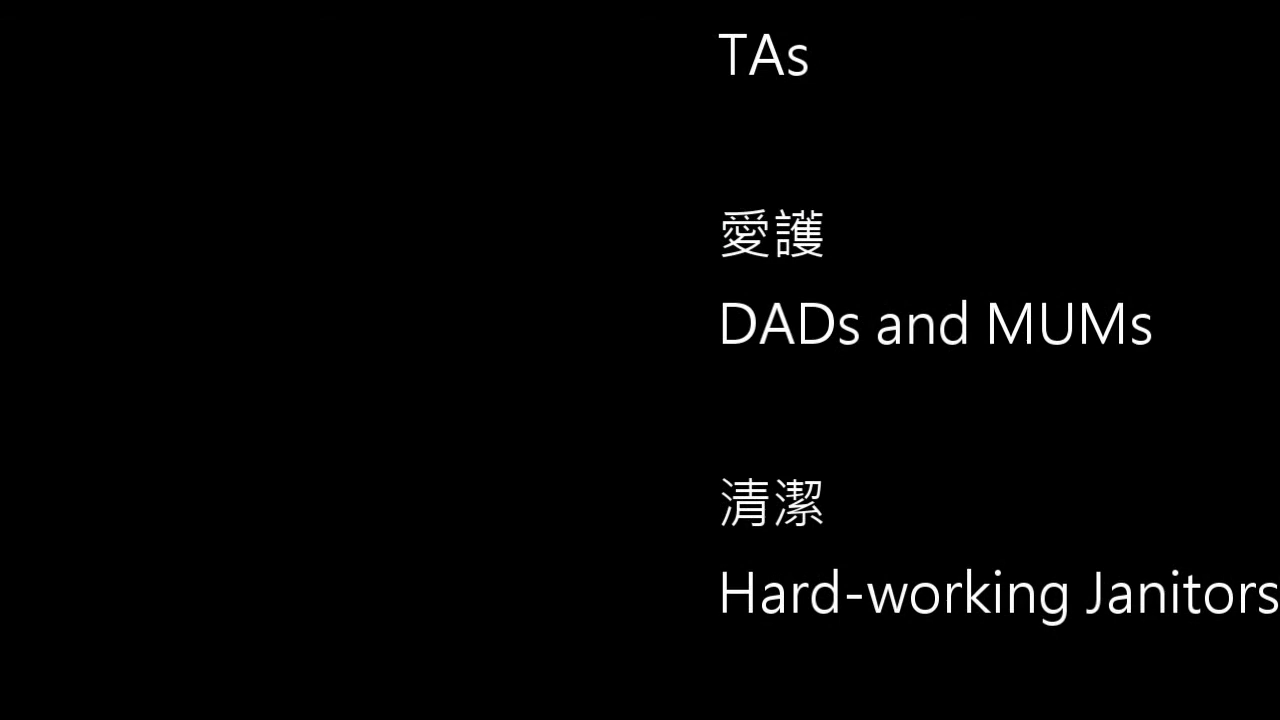 TAs
愛護
DADs and MUMs
清潔
Hard-working Janitors